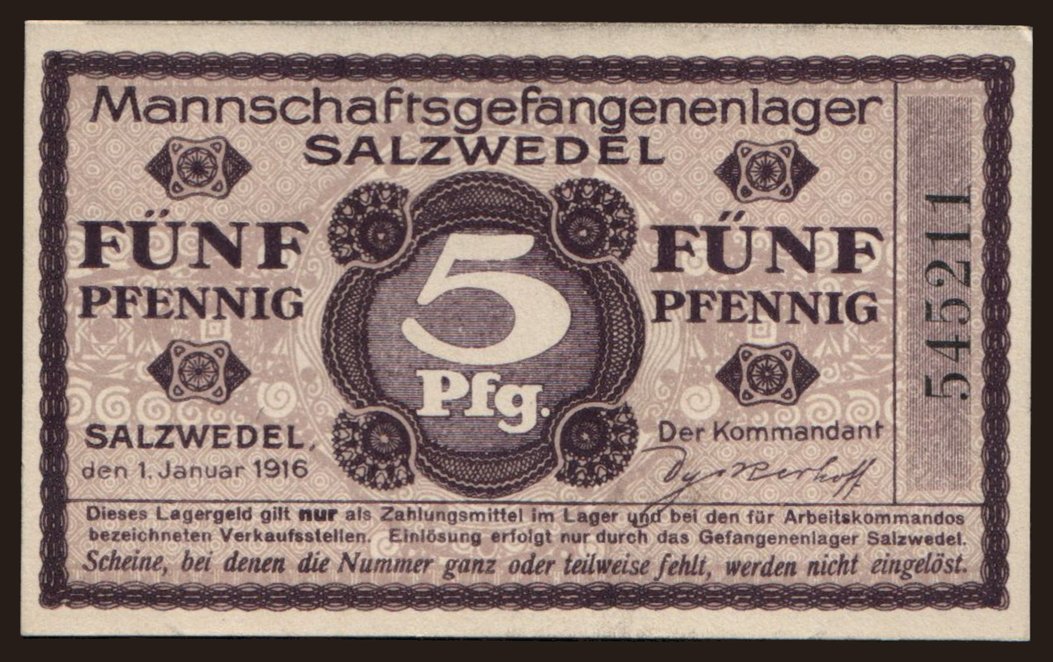 Mannschaftsgefangenenlager
SALZWEDEL
FÜNF
PFENNIG
5
Pfg.
FÜNF
PFENNIG
SALZWEDEL,
den 1. Januar 1916
Der Kommandant
Dyckerhoff
545211
Dieses Lagergeld gilt nur als Zahlungsmittel im Lager und bei den für Arbeitskommandos
bezeichneten Verkaufsstellen. Einlösung erfolgt nur durch das Gefangenenlager Salzwedel.
Scheine, bei denen die Nummer ganz oder teilweise fehlt, werden nicht eingelöst.